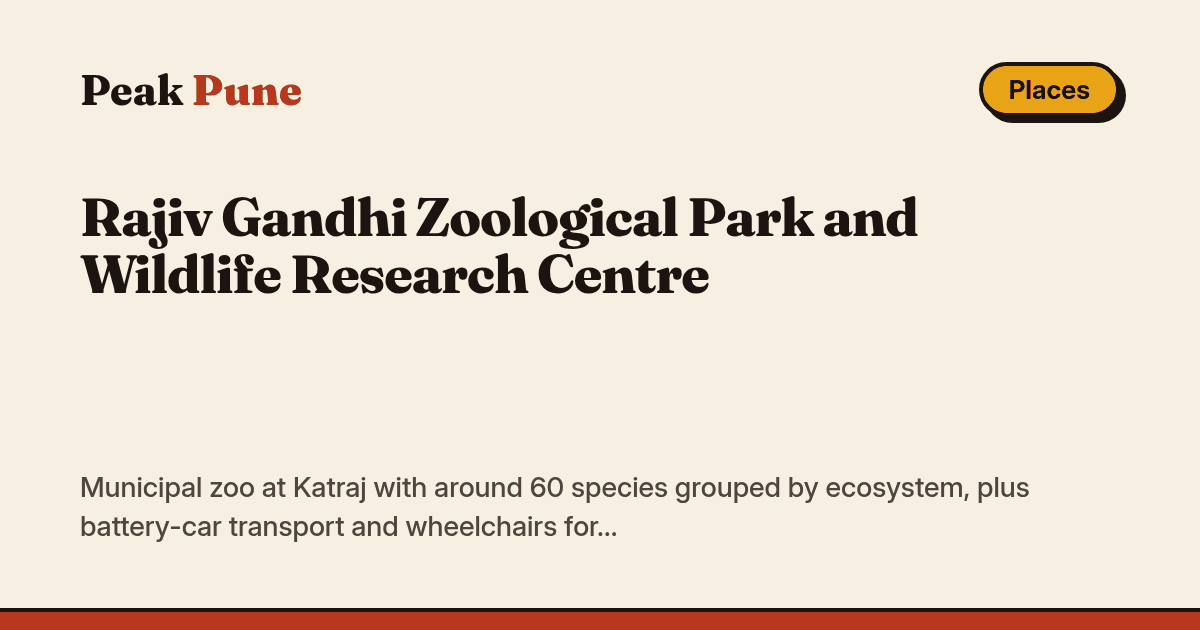 Peak Pune
Places
Rajiv Gandhi Zoological Park and
Wildlife Research Centre
Municipal zoo at Katraj with around 60 species grouped by ecosystem, plus
battery-car transport and wheelchairs for...